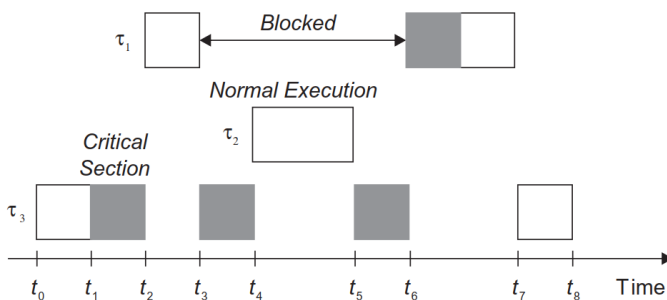 τ₁
Blocked
Normal Execution
τ₂
Critical
Section
τ₃
t₀ t₁ t₂ t₃ t₄ t₅ t₆ t₇ t₈ Time